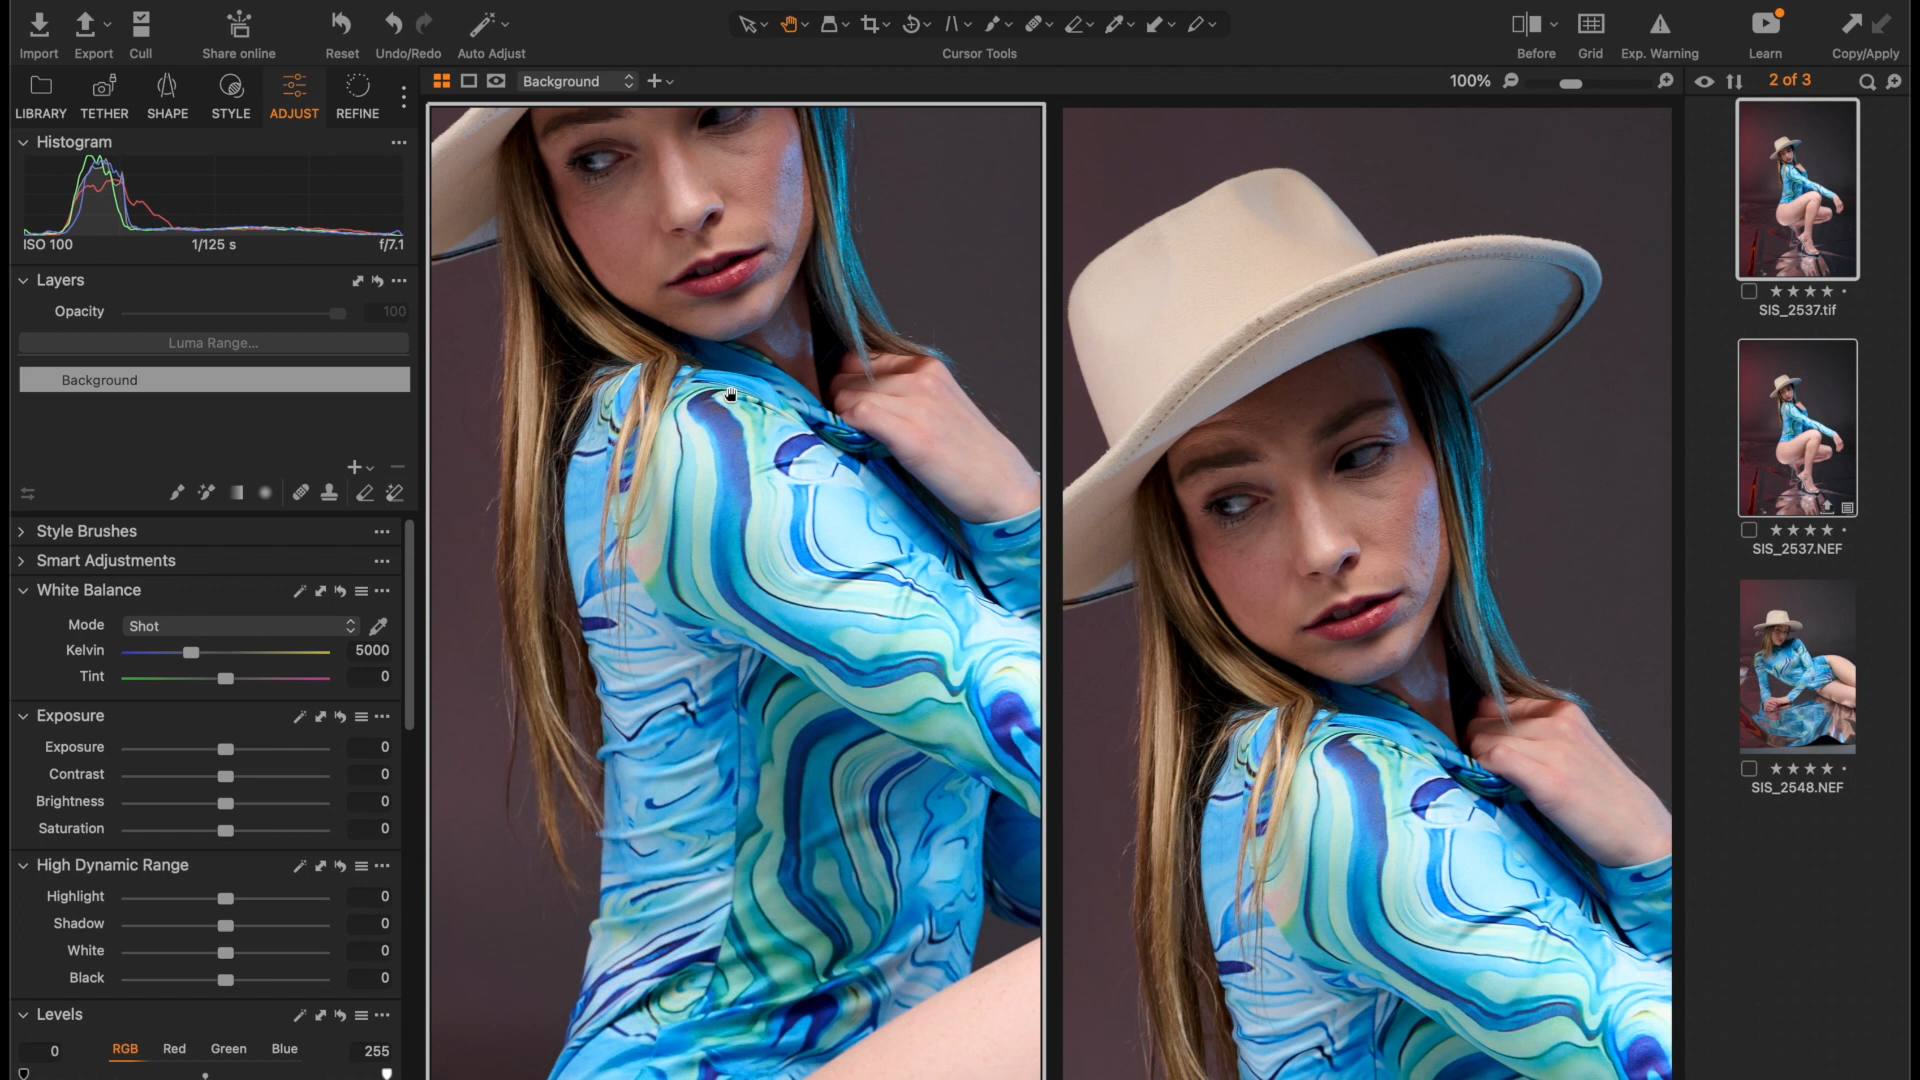 Import
Export
Cull
Share online
Reset
Undo/Redo
Auto Adjust
Cursor Tools
Before
Grid
Exp. Warning
Learn
Copy/Apply
LIBRARY
TETHER
SHAPE
STYLE
ADJUST
REFINE
Background
100%
2 of 3
Histogram
ISO 100
1/125 s
f/7.1
Layers
Opacity
100
Luma Range...
Background
Style Brushes
Smart Adjustments
White Balance
Mode
Shot
Kelvin
5000
Tint
0
Exposure
Exposure
0
Contrast
0
Brightness
0
Saturation
0
High Dynamic Range
Highlight
0
Shadow
0
White
0
Black
0
Levels
0
RGB
Red
Green
Blue
255
SIS_2537.tif
SIS_2537.NEF
SIS_2548.NEF